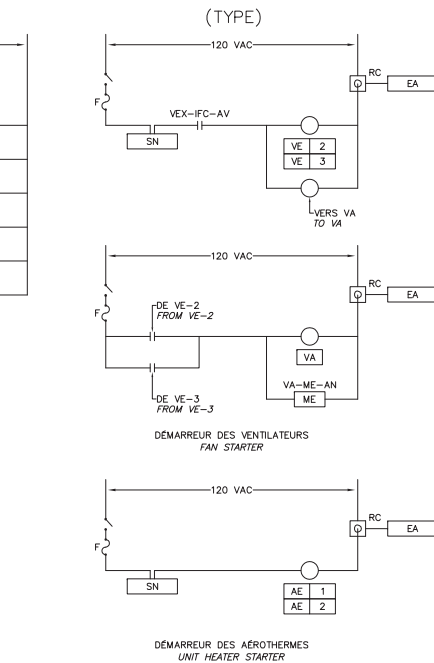 (TYPE)
120 VAC
RC
EA
F
VEX-IFC-AV
SN
VE 2
VE 3
VERS VA
TO VA
120 VAC
RC
EA
F
DE VE-2
FROM VE-2
VA
VA-ME-AN
ME
DE VE-3
FROM VE-3
DÉMARREUR DES VENTILATEURS
FAN STARTER
120 VAC
RC
EA
F
SN
AE 1
AE 2
DÉMARREUR DES AÉROTHERMES
UNIT HEATER STARTER